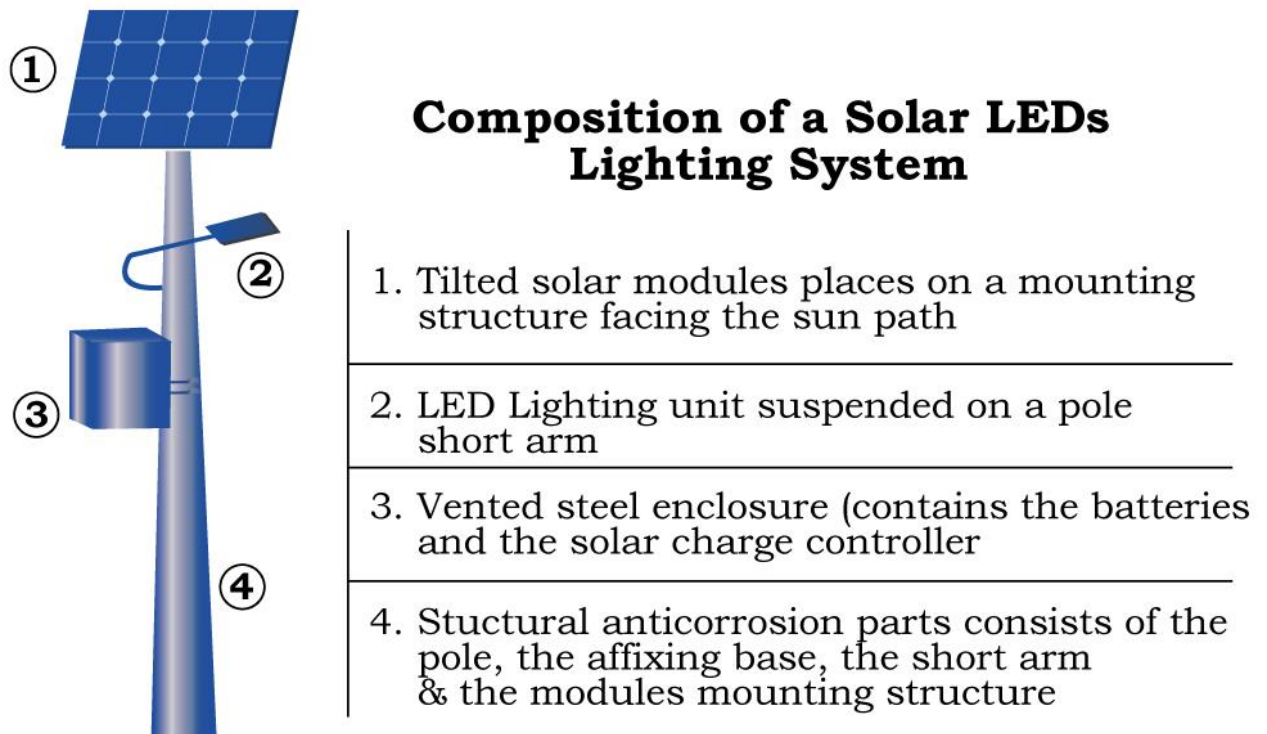 ①
Composition of a Solar LEDs
Lighting System
②
1. Tilted solar modules places on a mounting
structure facing the sun path
2. LED Lighting unit suspended on a pole
short arm
③
3. Vented steel enclosure (contains the batteries
and the solar charge controller
④
4. Stuctural anticorrosion parts consists of the
pole, the affixing base, the short arm
& the modules mounting structure